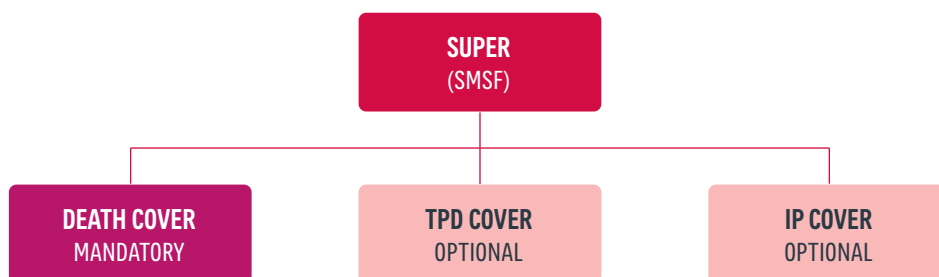 SUPER
(SMSF)
DEATH COVER
MANDATORY
TPD COVER
OPTIONAL
IP COVER
OPTIONAL